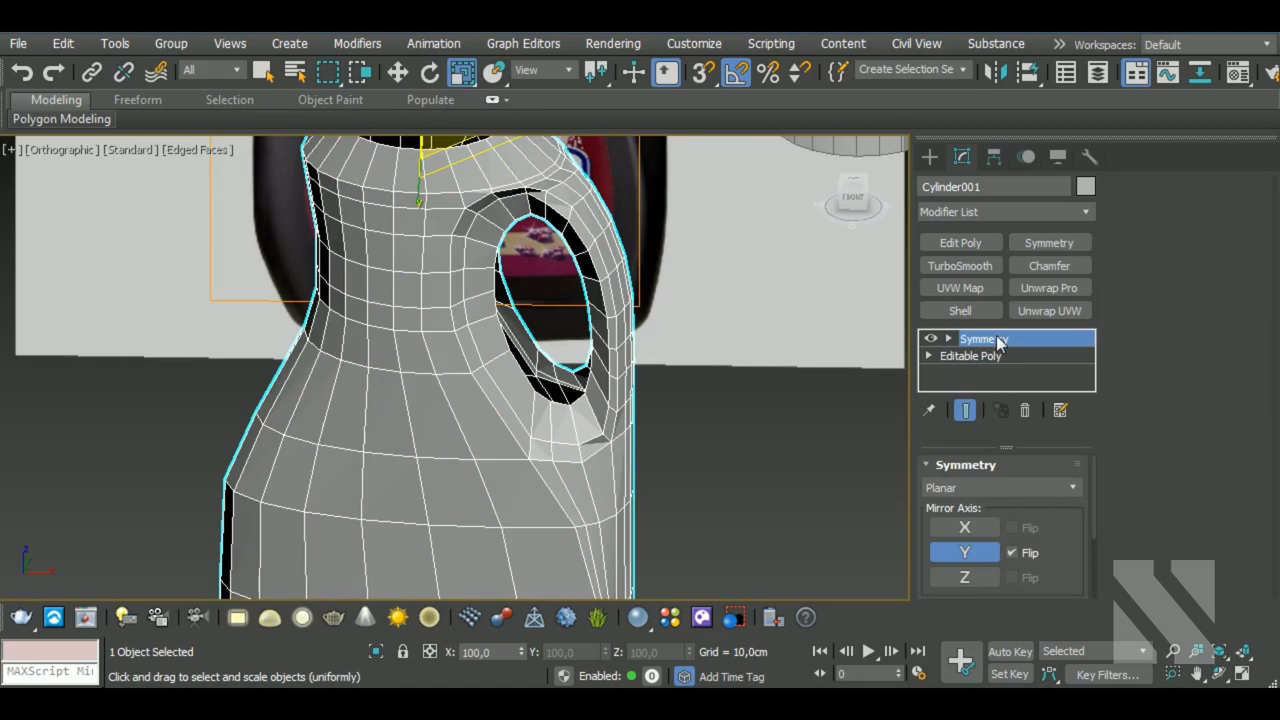 File Edit Tools Group Views Create Modifiers Animation Graph Editors Rendering Customize Scripting Content Civil View Substance Workspaces: Default
All View Create Selection Se
Modeling Freeform Selection Object Paint Populate
Polygon Modeling
[+] [Orthographic] [Standard] [Edged Faces]
FRONT
Cylinder001
Modifier List
Edit Poly Symmetry
TurboSmooth Chamfer
UVW Map Unwrap Pro
Shell Unwrap UVW
Symmetry
Editable Poly
Symmetry
Planar
Mirror Axis:
X Flip
Y Flip
Z Flip
1 Object Selected X: 100,0 Y: 100,0 Z: 100,0 Grid = 10,0cm Auto Key Selected
MAXScript Mi Click and drag to select and scale objects (uniformly) Enabled: 0 Add Time Tag 0 Set Key Key Filters...